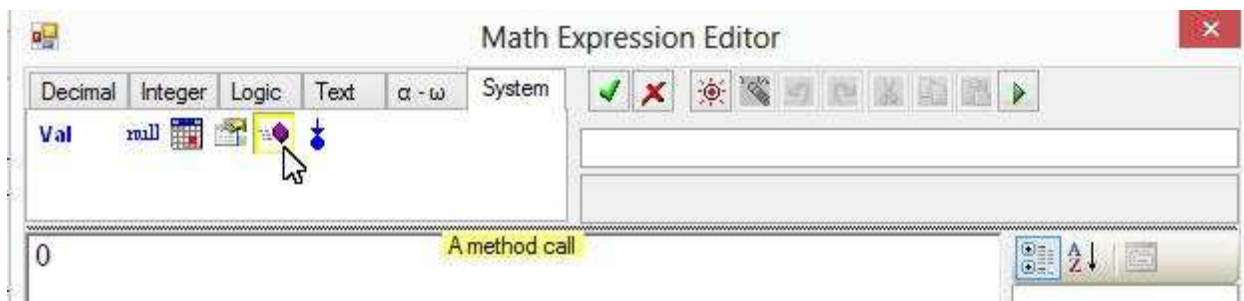 Math Expression Editor
Decimal Integer Logic Text α - ω System
Val null
A method call
0
A
Z